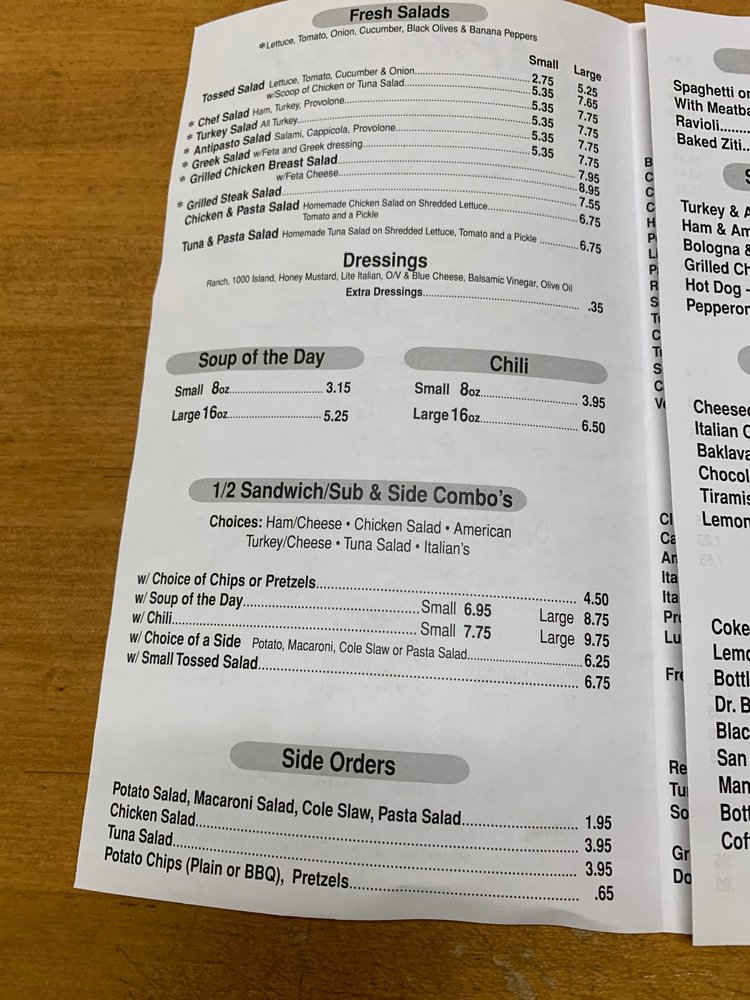 Fresh Salads
*Lettuce, Tomato, Onion, Cucumber, Black Olives & Banana Peppers
Small Large
Tossed Salad Lettuce, Tomato, Cucumber & Onion 2.75 5.25
w/Scoop of Chicken or Tuna Salad 5.35 7.65
* Chef Salad Ham, Turkey, Provolone 5.35 7.75
* Turkey Salad All Turkey 5.35 7.75
* Antipasto Salad Salami, Cappicola, Provolone 5.35 7.75
* Greek Salad w/Feta and Greek dressing 5.35 7.75
* Grilled Chicken Breast Salad 7.95
w/Feta Cheese 8.95
* Grilled Steak Salad 7.55
Chicken & Pasta Salad Homemade Chicken Salad on Shredded Lettuce 6.75
Tomato and a Pickle
Tuna & Pasta Salad Homemade Tuna Salad on Shredded Lettuce, Tomato and a Pickle 6.75
Dressings
Ranch, 1000 Island, Honey Mustard, Lite Italian, O/V & Blue Cheese, Balsamic Vinegar, Olive Oil
Extra Dressings .35
Soup of the Day
Small 8oz 3.15
Large 16oz 5.25
Chili
Small 8oz 3.95
Large 16oz 6.50
1/2 Sandwich/Sub & Side Combo's
Choices: Ham/Cheese • Chicken Salad • American
Turkey/Cheese • Tuna Salad • Italian's
w/ Choice of Chips or Pretzels 4.50
w/ Soup of the Day Small 6.95 Large 8.75
w/ Chili Small 7.75 Large 9.75
w/ Choice of a Side Potato, Macaroni, Cole Slaw or Pasta Salad 6.25
w/ Small Tossed Salad 6.75
Side Orders
Potato Salad, Macaroni Salad, Cole Slaw, Pasta Salad 1.95
Chicken Salad 3.95
Tuna Salad 3.95
Potato Chips (Plain or BBQ), Pretzels .65
Spaghetti or
With Meatba
Ravioli
Baked Ziti
Turkey & A
Ham & Am
Bologna &
Grilled Ch
Hot Dog -
Pepperon
Cheesec
Italian C
Baklava
Chocol
Tiramis
Lemon
Coke
Lemo
Bottl
Dr. B
Blac
San
Man
Bott
Cof